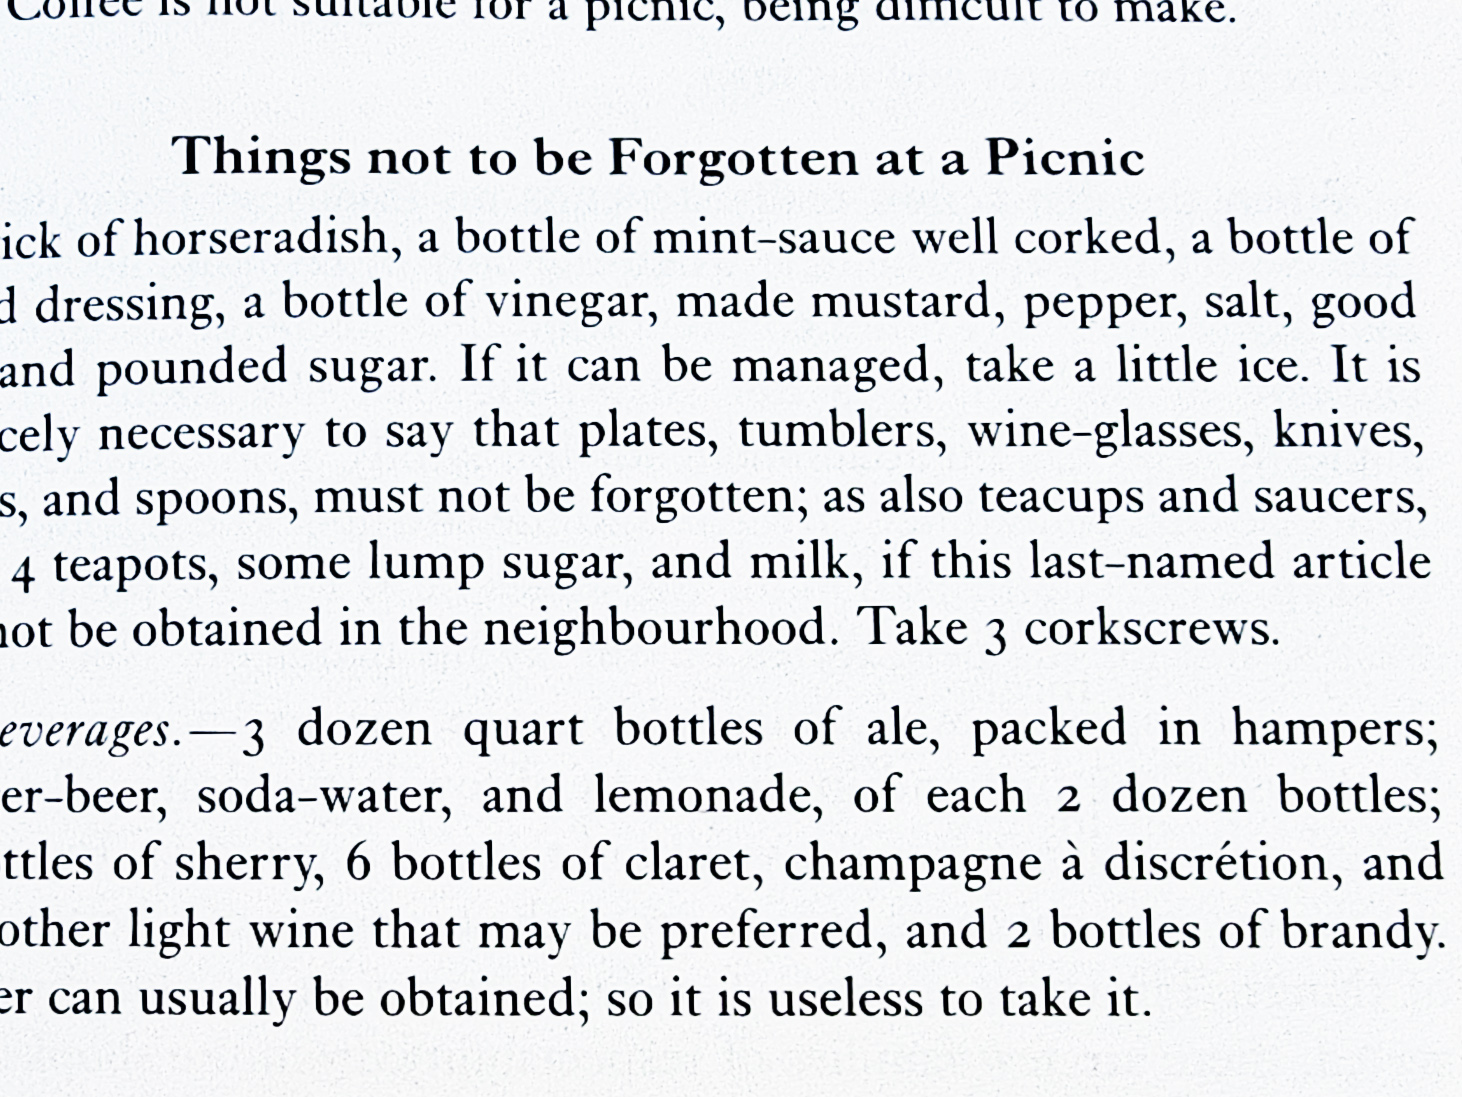 Coffee is not suitable for a picnic, being difficult to make.
Things not to be Forgotten at a Picnic
ick of horseradish, a bottle of mint-sauce well corked, a bottle of
d dressing, a bottle of vinegar, made mustard, pepper, salt, good
and pounded sugar. If it can be managed, take a little ice. It is
cely necessary to say that plates, tumblers, wine-glasses, knives,
s, and spoons, must not be forgotten; as also teacups and saucers,
4 teapots, some lump sugar, and milk, if this last-named article
not be obtained in the neighbourhood. Take 3 corkscrews.
everages.—3 dozen quart bottles of ale, packed in hampers;
er-beer, soda-water, and lemonade, of each 2 dozen bottles;
ttles of sherry, 6 bottles of claret, champagne à discrétion, and
other light wine that may be preferred, and 2 bottles of brandy.
er can usually be obtained; so it is useless to take it.